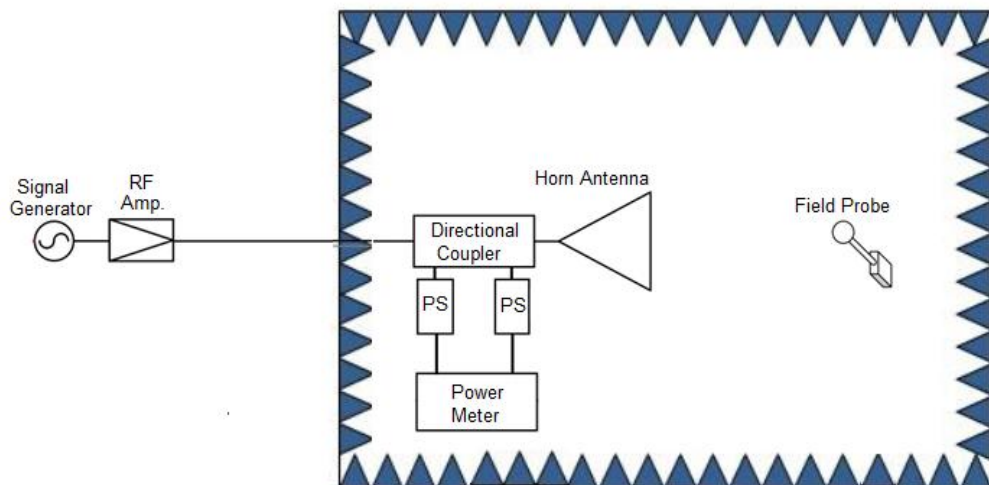 Signal
Generator
RF
Amp.
Horn Antenna
Field Probe
Directional
Coupler
PS
PS
Power
Meter